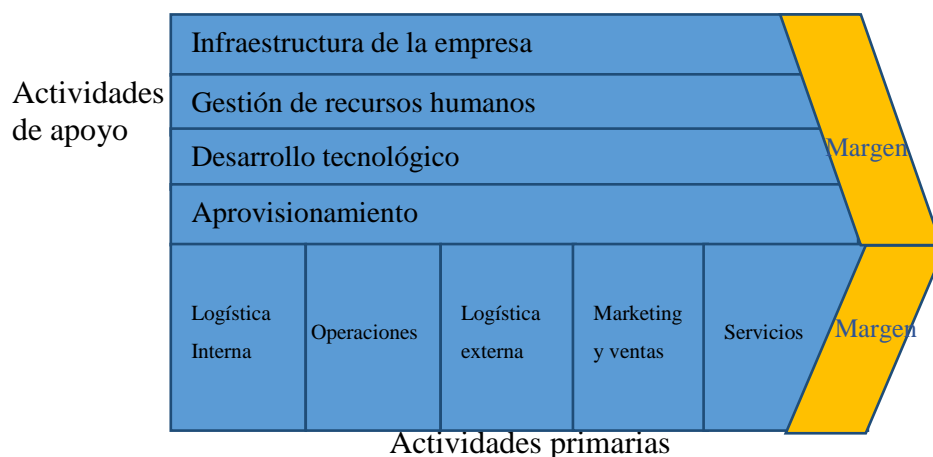 Infraestructura de la empresa
Actividades
de apoyo
Gestión de recursos humanos
Desarrollo tecnológico
Margen
Aprovisionamiento
Logística
Interna
Operaciones
Logística
externa
Marketing
y ventas
Servicios
Margen
Actividades primarias